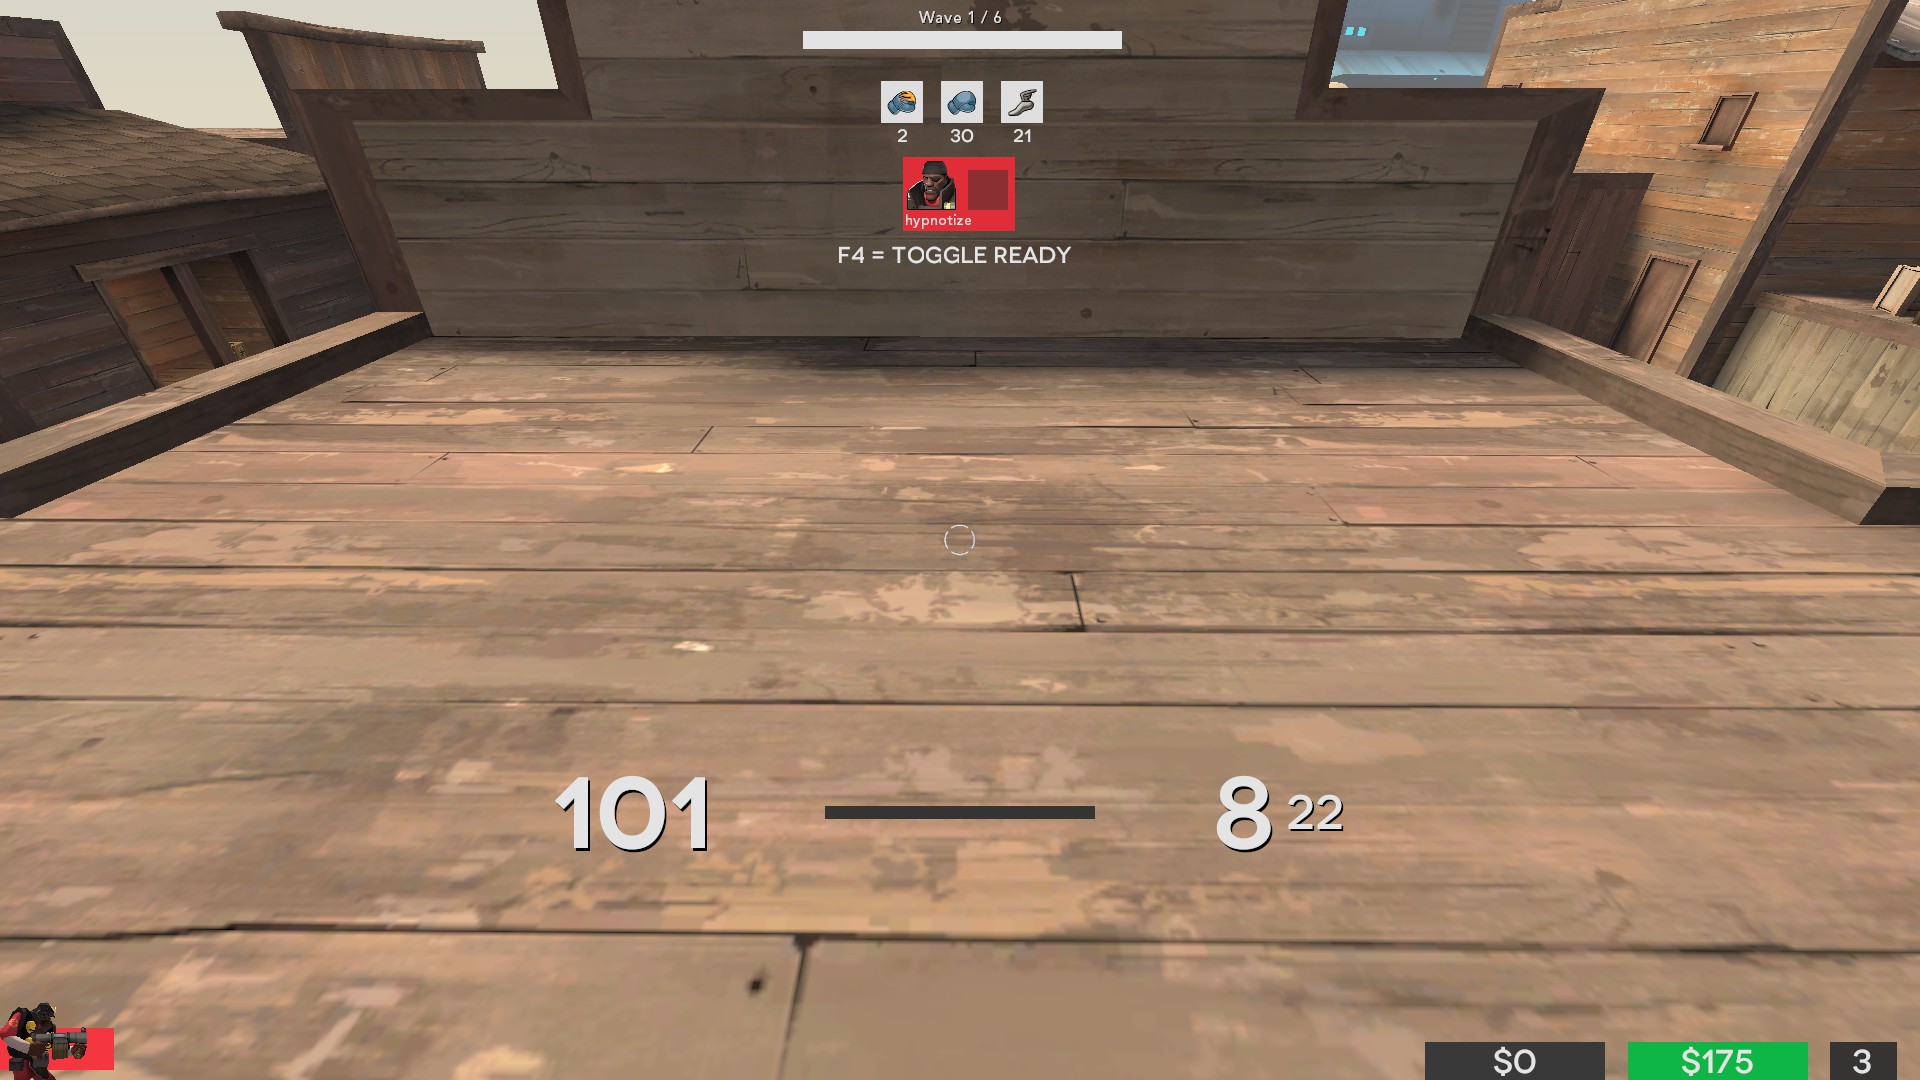 Wave 1 / 6
2 30 21
hypnotize
F4 = TOGGLE READY
101 8 22
$0 $175 3